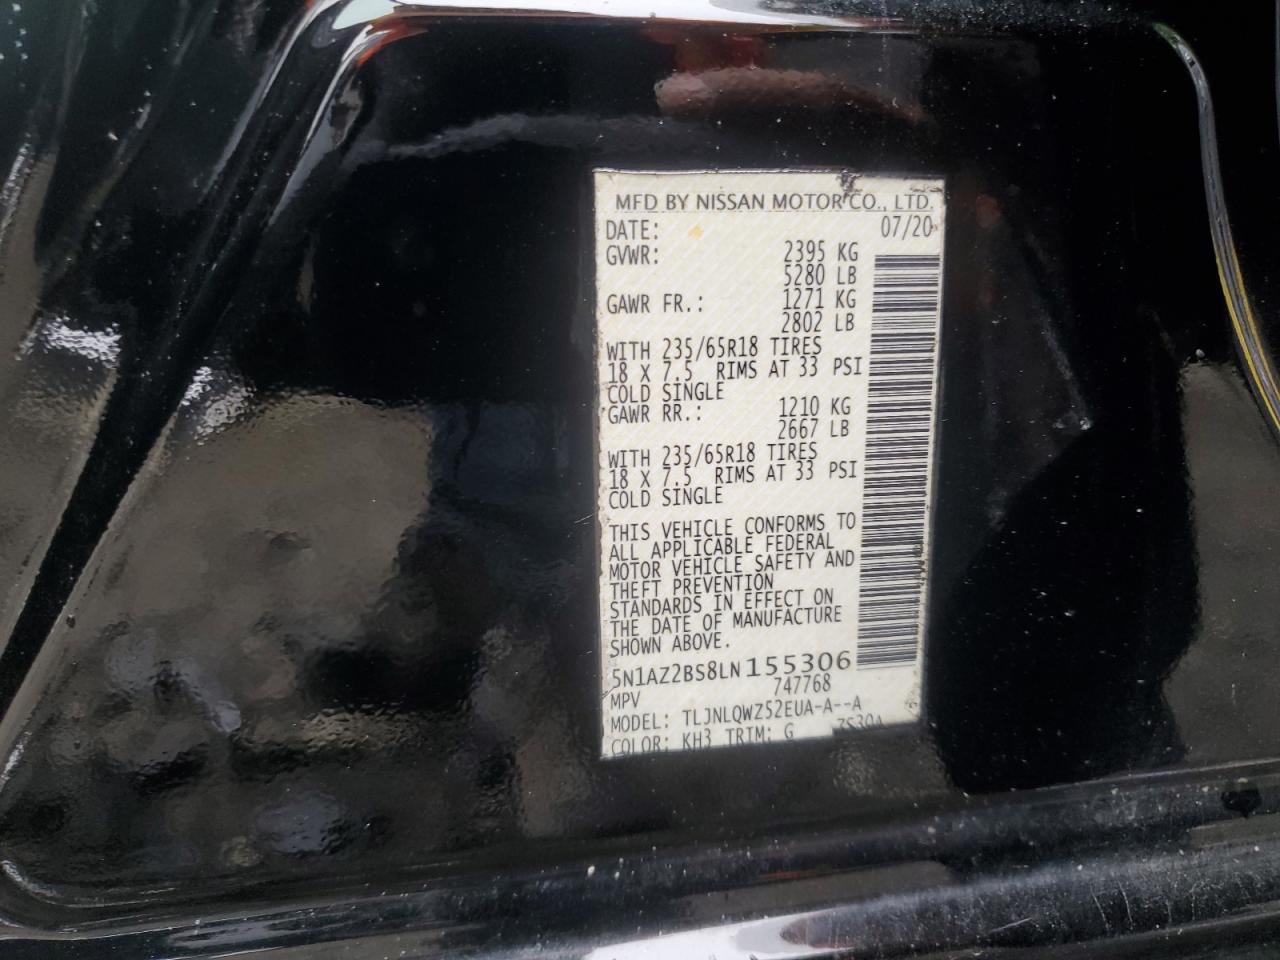 MFD BY NISSAN MOTOR CO., LTD.
DATE: 07/20
GVWR: 2395 KG
5280 LB
GAWR FR.: 1271 KG
2802 LB
WITH 235/65R18 TIRES
18 X 7.5 RIMS AT 33 PSI
COLD SINGLE
GAWR RR.: 1210 KG
2667 LB
WITH 235/65R18 TIRES
18 X 7.5 RIMS AT 33 PSI
COLD SINGLE
THIS VEHICLE CONFORMS TO
ALL APPLICABLE FEDERAL
MOTOR VEHICLE SAFETY AND
THEFT PREVENTION
STANDARDS IN EFFECT ON
THE DATE OF MANUFACTURE
SHOWN ABOVE.
5N1AZ2BS8LN155306
747768
MPV
MODEL: TLJNLQWZ52EUA-A--A
COLOR: KH3 TRIM: G ZS30A